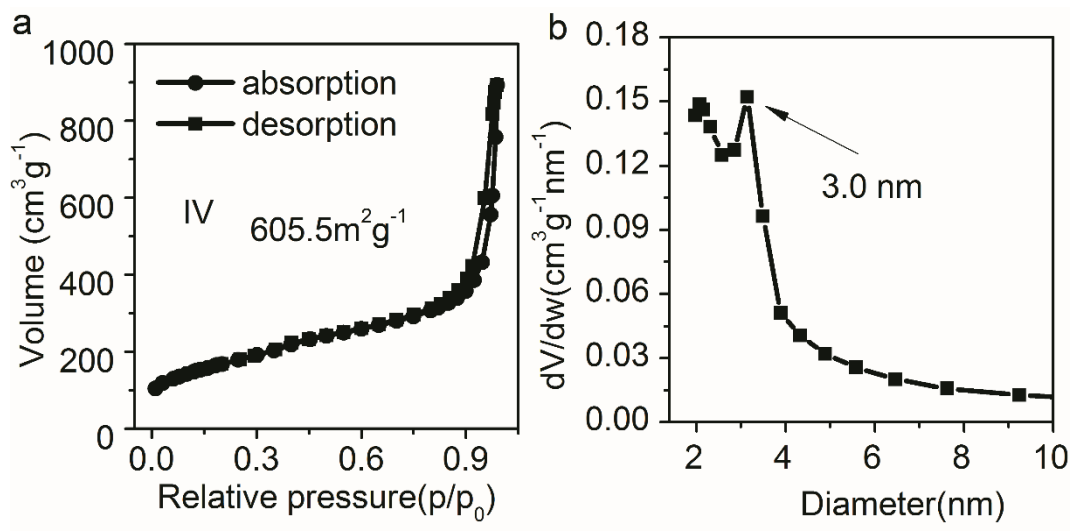 a
Volume (cm³g⁻¹)
1000
800
600
400
200
0
absorption
desorption
IV
605.5m²g⁻¹
0.0 0.3 0.6 0.9
Relative pressure(p/p₀)
b
dV/dw(cm³g⁻¹nm⁻¹)
0.18
0.15
0.12
0.09
0.06
0.03
0.00
3.0 nm
2 4 6 8 10
Diameter(nm)